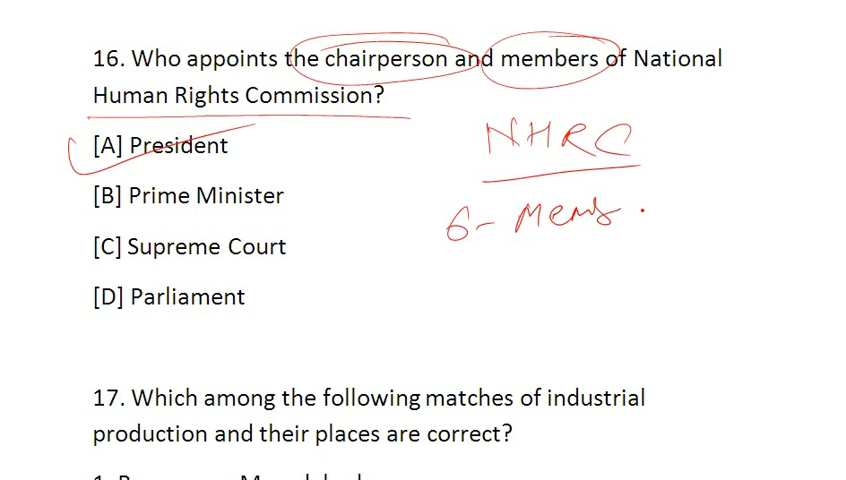 16. Who appoints the chairperson and members of National
Human Rights Commission?
[A] President
NHRC
[B] Prime Minister
6- Mem
[C] Supreme Court
[D] Parliament
17. Which among the following matches of industrial
production and their places are correct?